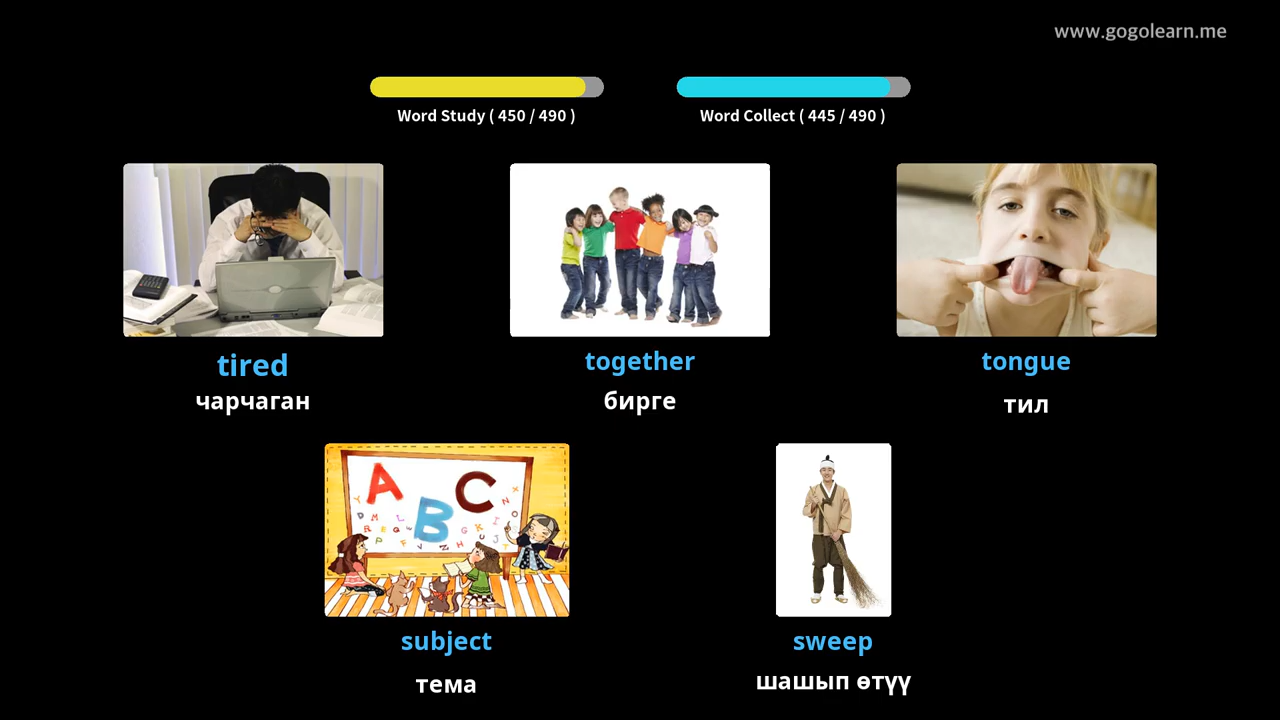 www.gogolearn.me
Word Study ( 450 / 490 )
Word Collect ( 445 / 490 )
tired
чарчаган
together
бирге
tongue
тил
A B C
subject
тема
sweep
шашып өтүү